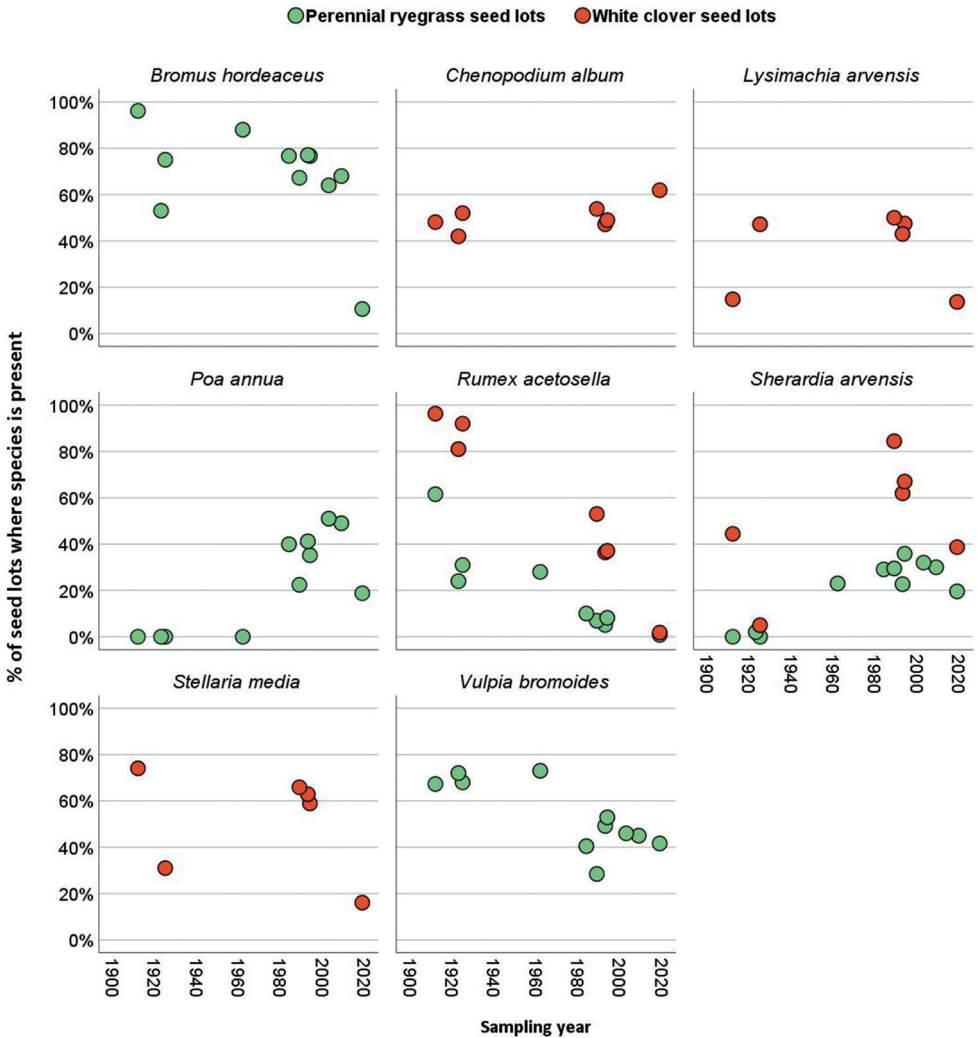 Perennial ryegrass seed lots White clover seed lots
Bromus hordeaceus Chenopodium album Lysimachia arvensis
100%
80%
60%
40%
20%
0%
Poa annua Rumex acetosella Sherardia arvensis
100%
80%
60%
40%
20%
0%
1900 1920 1940 1960 1980 2000 2020
Stellaria media Vulpia bromoides
100%
80%
60%
40%
20%
0%
1900 1920 1940 1960 1980 2000 2020 1900 1920 1940 1960 1980 2000 2020
% of seed lots where species is present
Sampling year